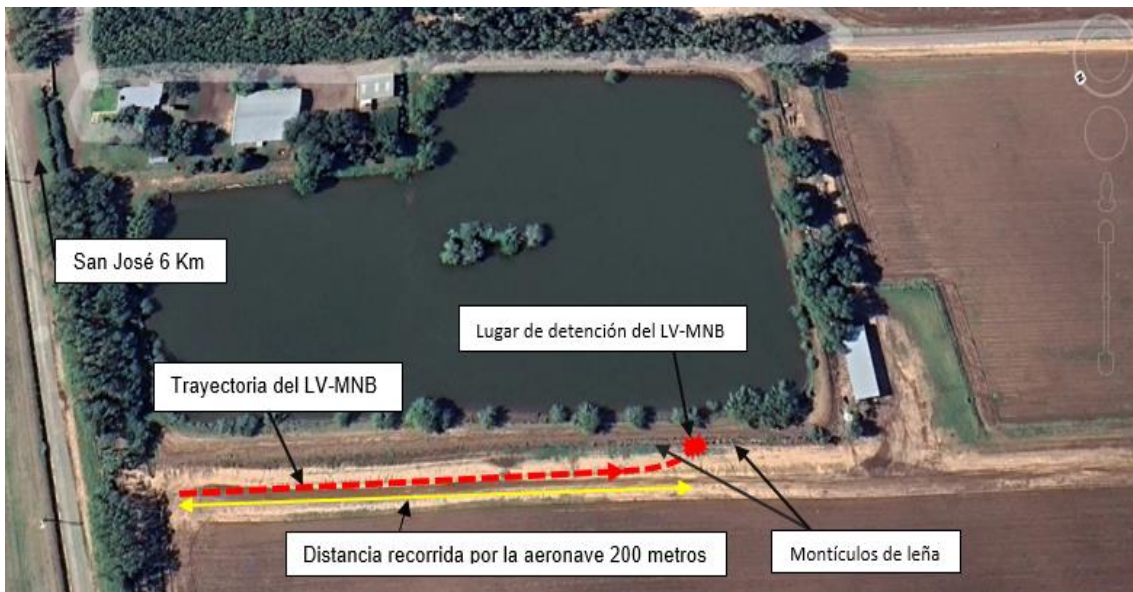 San José 6 Km
Lugar de detención del LV-MNB
Trayectoria del LV-MNB
Distancia recorrida por la aeronave 200 metros
Montículos de leña